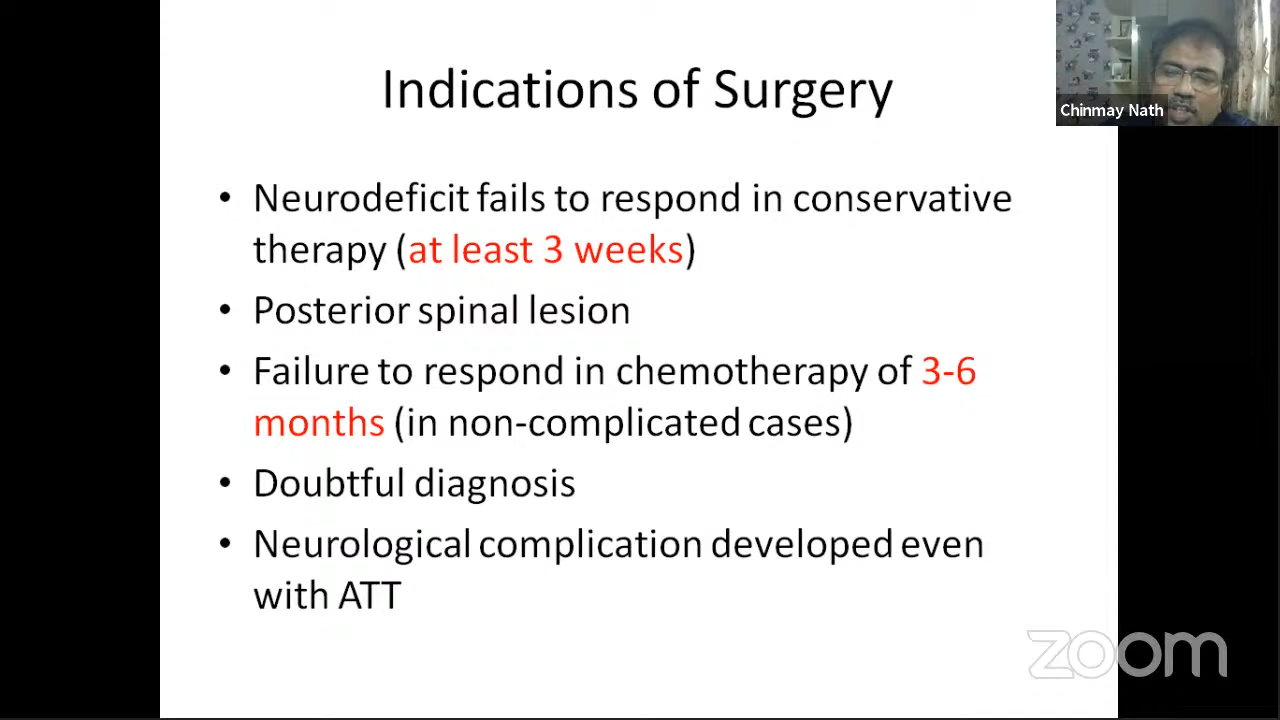 Indications of Surgery
Chinmay Nath
• Neurodeficit fails to respond in conservative
therapy (at least 3 weeks)
• Posterior spinal lesion
• Failure to respond in chemotherapy of 3-6
months (in non-complicated cases)
• Doubtful diagnosis
• Neurological complication developed even
with ATT
zoom